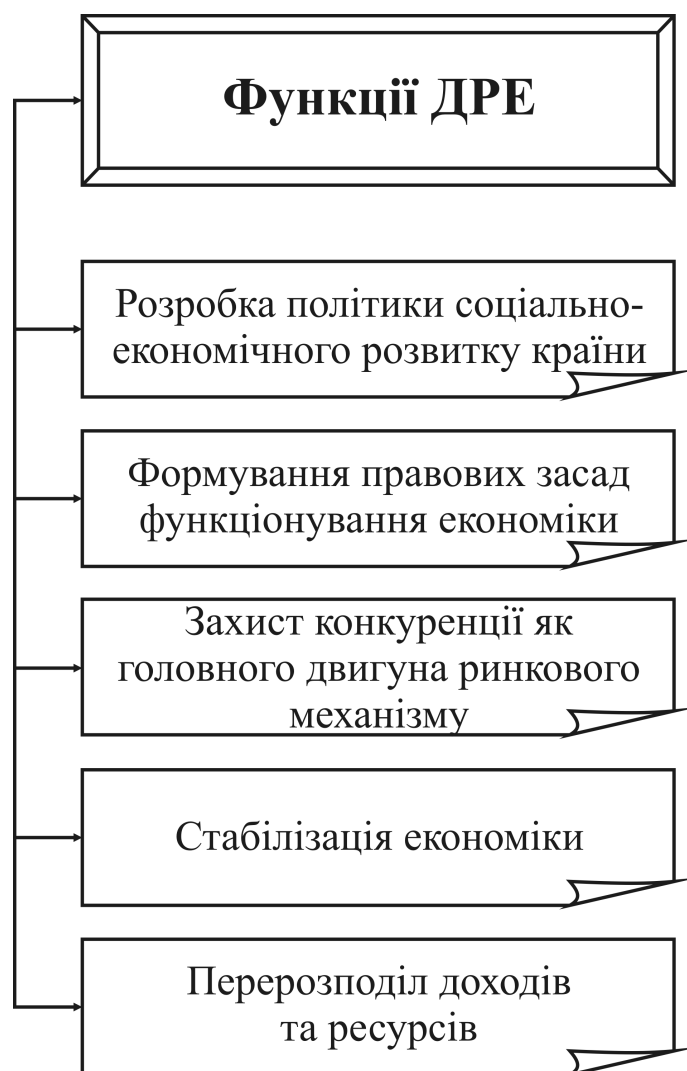 Функції ДРЕ
Розробка політики соціально-
економічного розвитку країни
Формування правових засад
функціонування економіки
Захист конкуренції як
головного двигуна ринкового
механізму
Стабілізація економіки
Перерозподіл доходів
та ресурсів